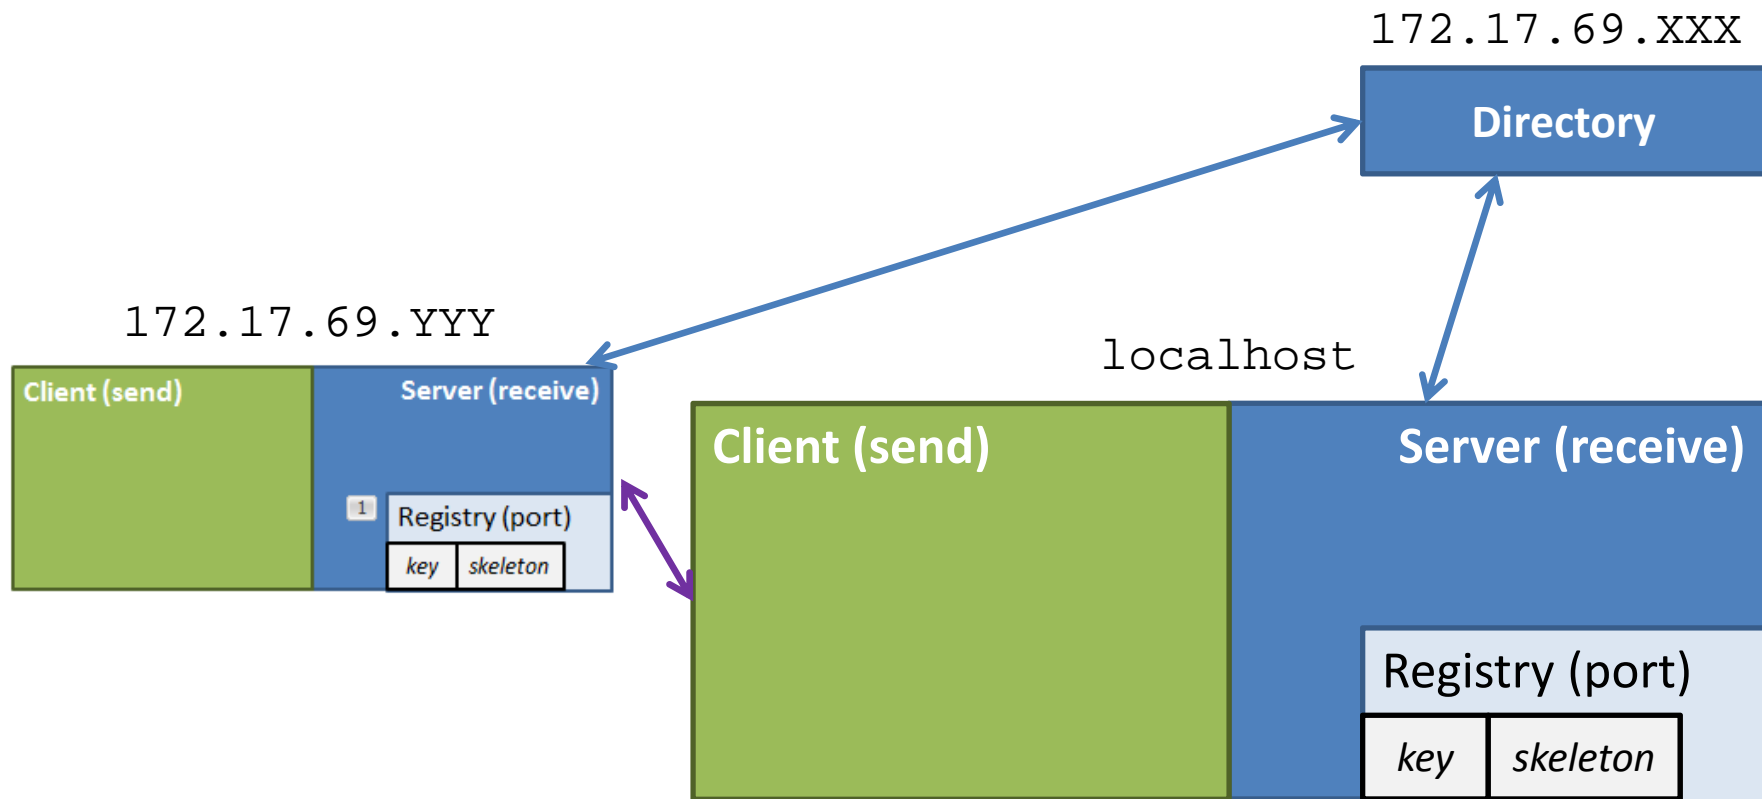 172.17.69.XXX
Directory
172.17.69.YYY
localhost
Client (send)
Server (receive)
1
Registry (port)
key
skeleton
Client (send)
Server (receive)
Registry (port)
key
skeleton